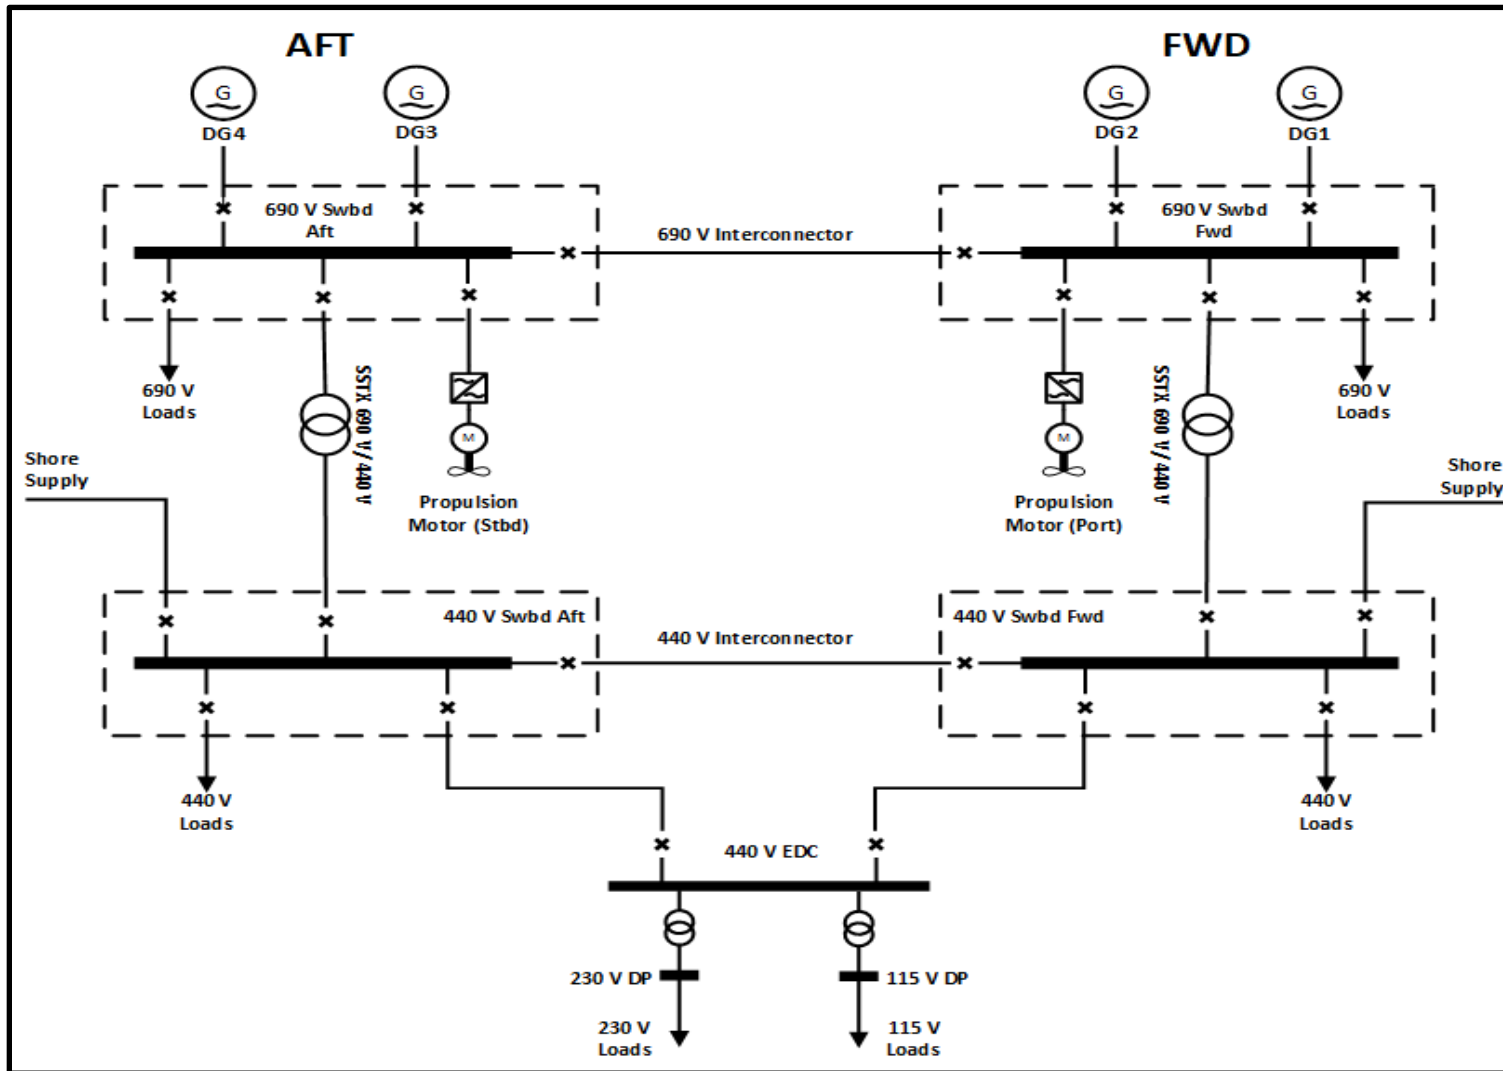 AFT
FWD
G
G
G
G
DG4
DG3
DG2
DG1
690 V Swbd
Aft
690 V Interconnector
690 V Swbd
Fwd
690 V
Loads
SSTX 690 V/440 V
SSTX 690 V/440 V
690 V
Loads
M
M
Shore
Supply
Propulsion
Motor (Stbd)
Propulsion
Motor (Port)
Shore
Supply
440 V Swbd Aft
440 V Interconnector
440 V Swbd Fwd
440 V
Loads
440 V
Loads
440 V EDC
230 V DP
115 V DP
230 V
Loads
115 V
Loads